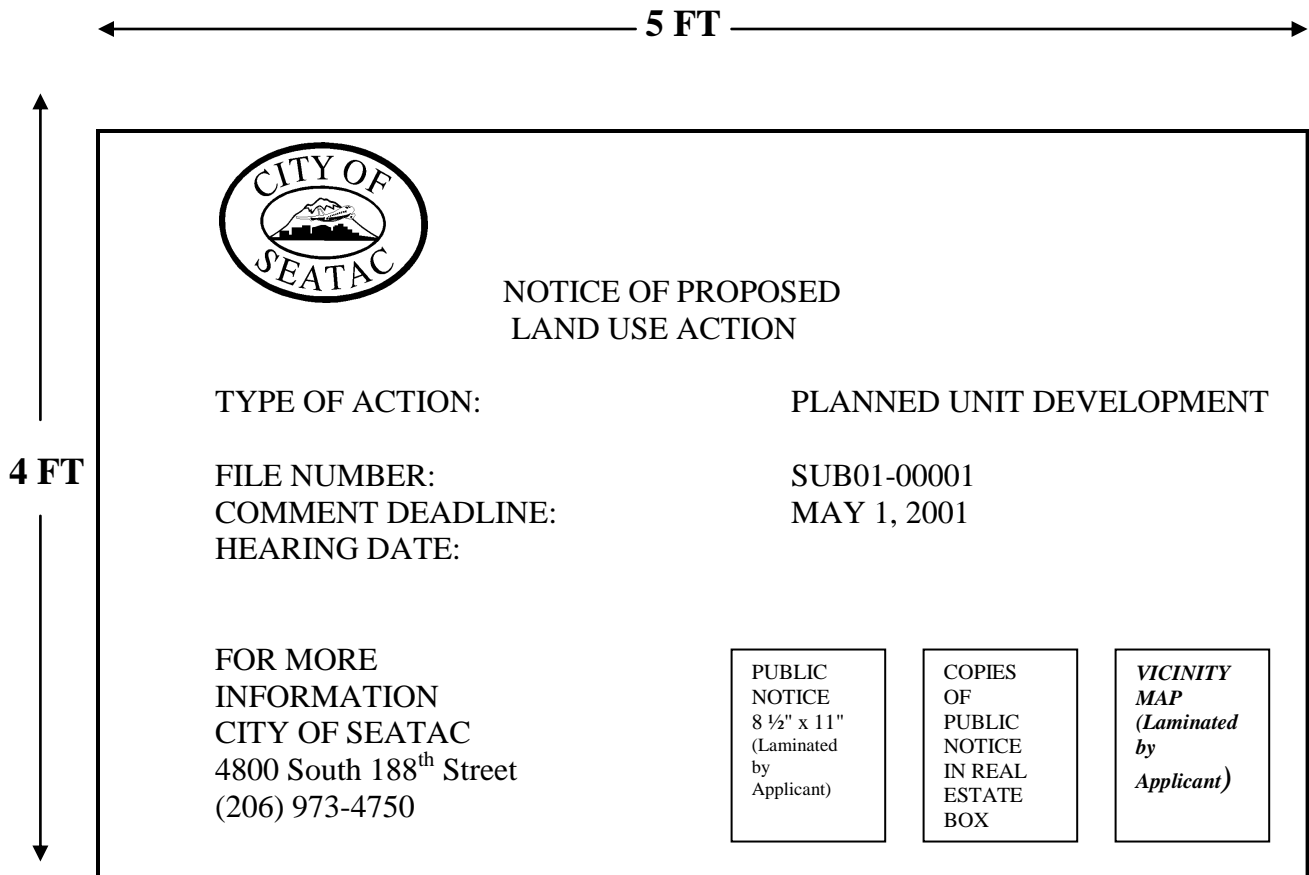 5 FT
CITY OF
SEATAC
NOTICE OF PROPOSED
LAND USE ACTION
TYPE OF ACTION: PLANNED UNIT DEVELOPMENT
4 FT
FILE NUMBER: SUB01-00001
COMMENT DEADLINE: MAY 1, 2001
HEARING DATE:
FOR MORE
INFORMATION
CITY OF SEATAC
4800 South 188th Street
(206) 973-4750
PUBLIC
NOTICE
8 ½" x 11"
(Laminated
by
Applicant)
COPIES
OF
PUBLIC
NOTICE
IN REAL
ESTATE
BOX
VICINITY
MAP
(Laminated
by
Applicant)